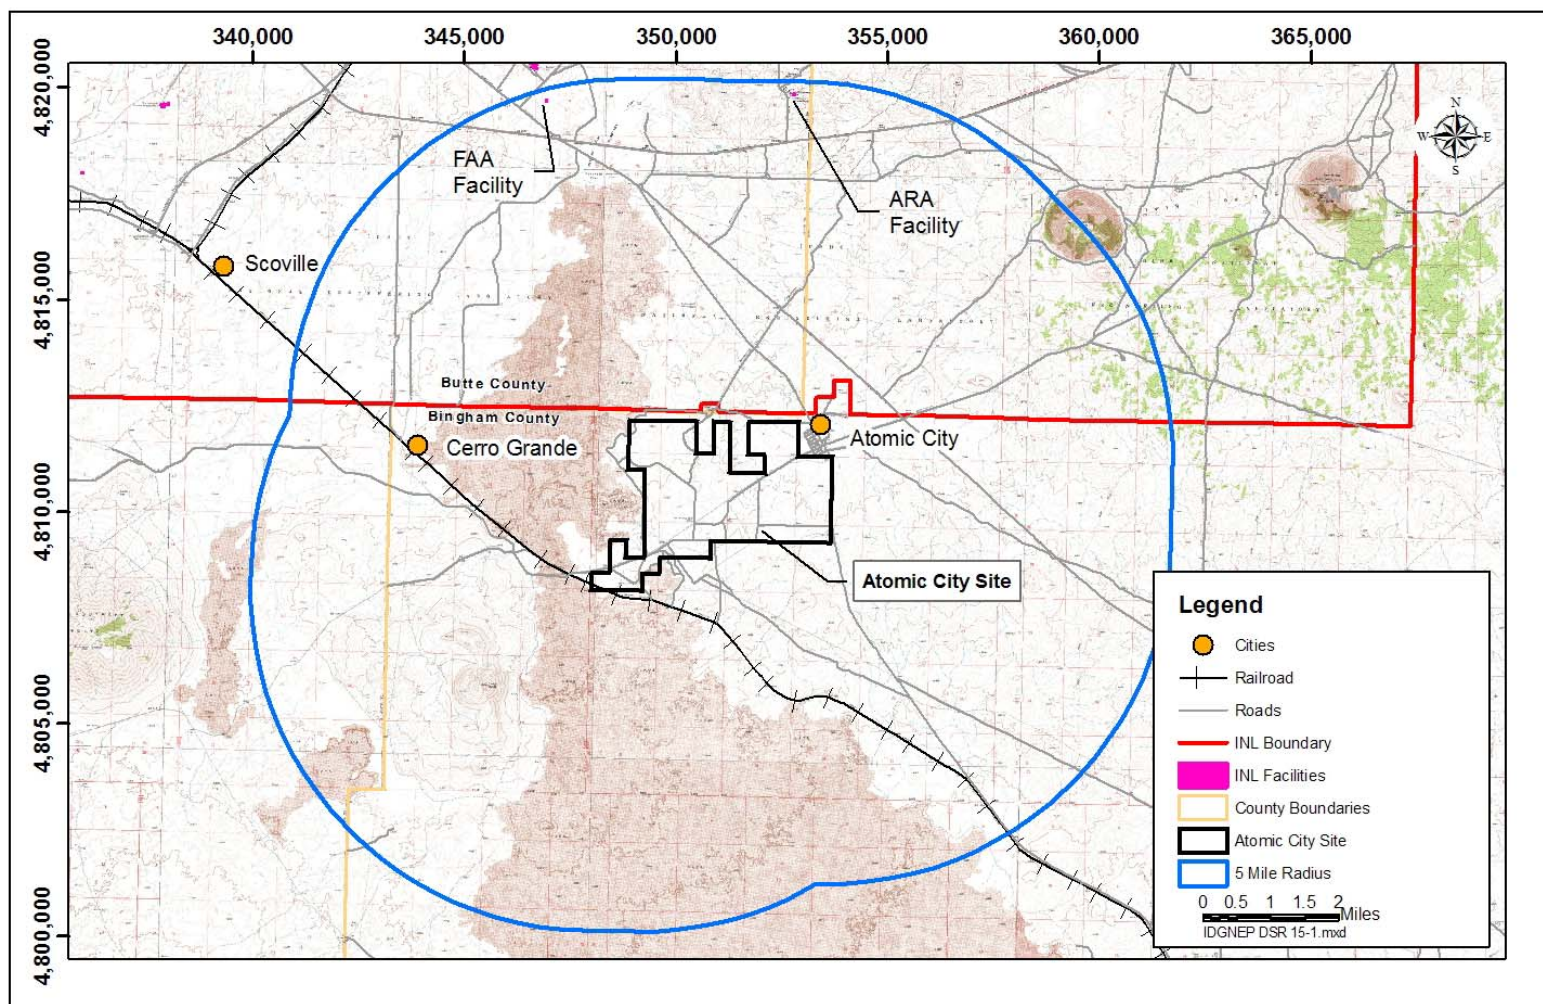 340,000 345,000 350,000 355,000 360,000 365,000
4,820,000
4,815,000
4,810,000
4,805,000
4,800,000
N
W E
S
FAA
Facility
ARA
Facility
Scoville
Butte County
Bingham County
Cerro Grande
Atomic City
Atomic City Site
Legend
Cities
Railroad
Roads
INL Boundary
INL Facilities
County Boundaries
Atomic City Site
5 Mile Radius
0 0.5 1 2
Miles
IDGNEP DSR 15-1.mxd